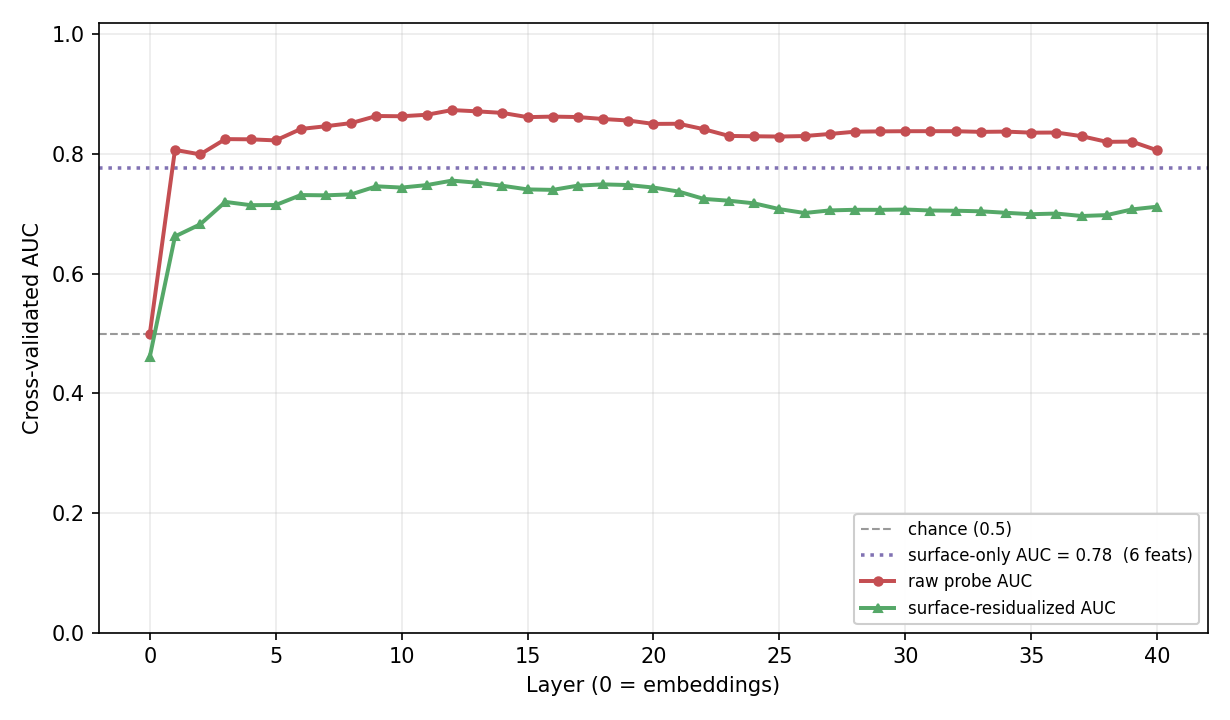 1.0
0.8
0.6
0.4
0.2
0.0
Cross-validated AUC
chance (0.5)
surface-only AUC = 0.78 (6 feats)
raw probe AUC
surface-residualized AUC
0 5 10 15 20 25 30 35 40
Layer (0 = embeddings)